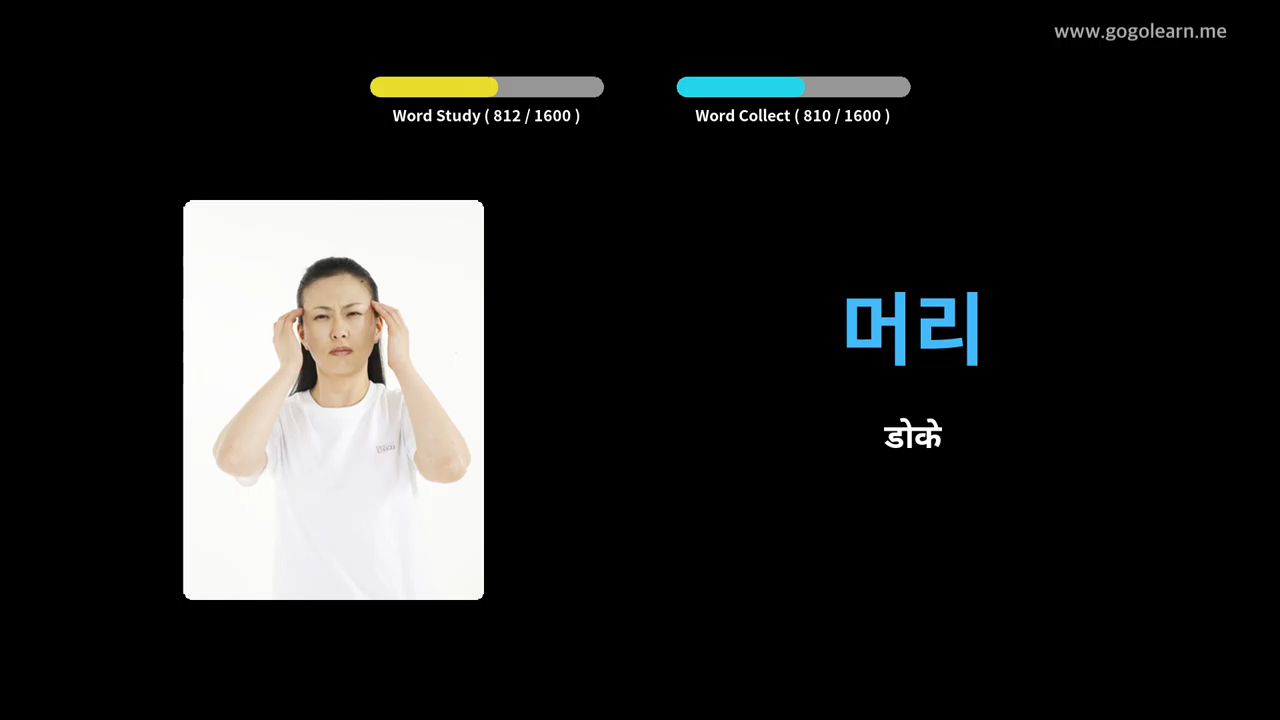 www.gogolearn.me
Word Study ( 812 / 1600 )
Word Collect ( 810 / 1600 )
머리
डोके